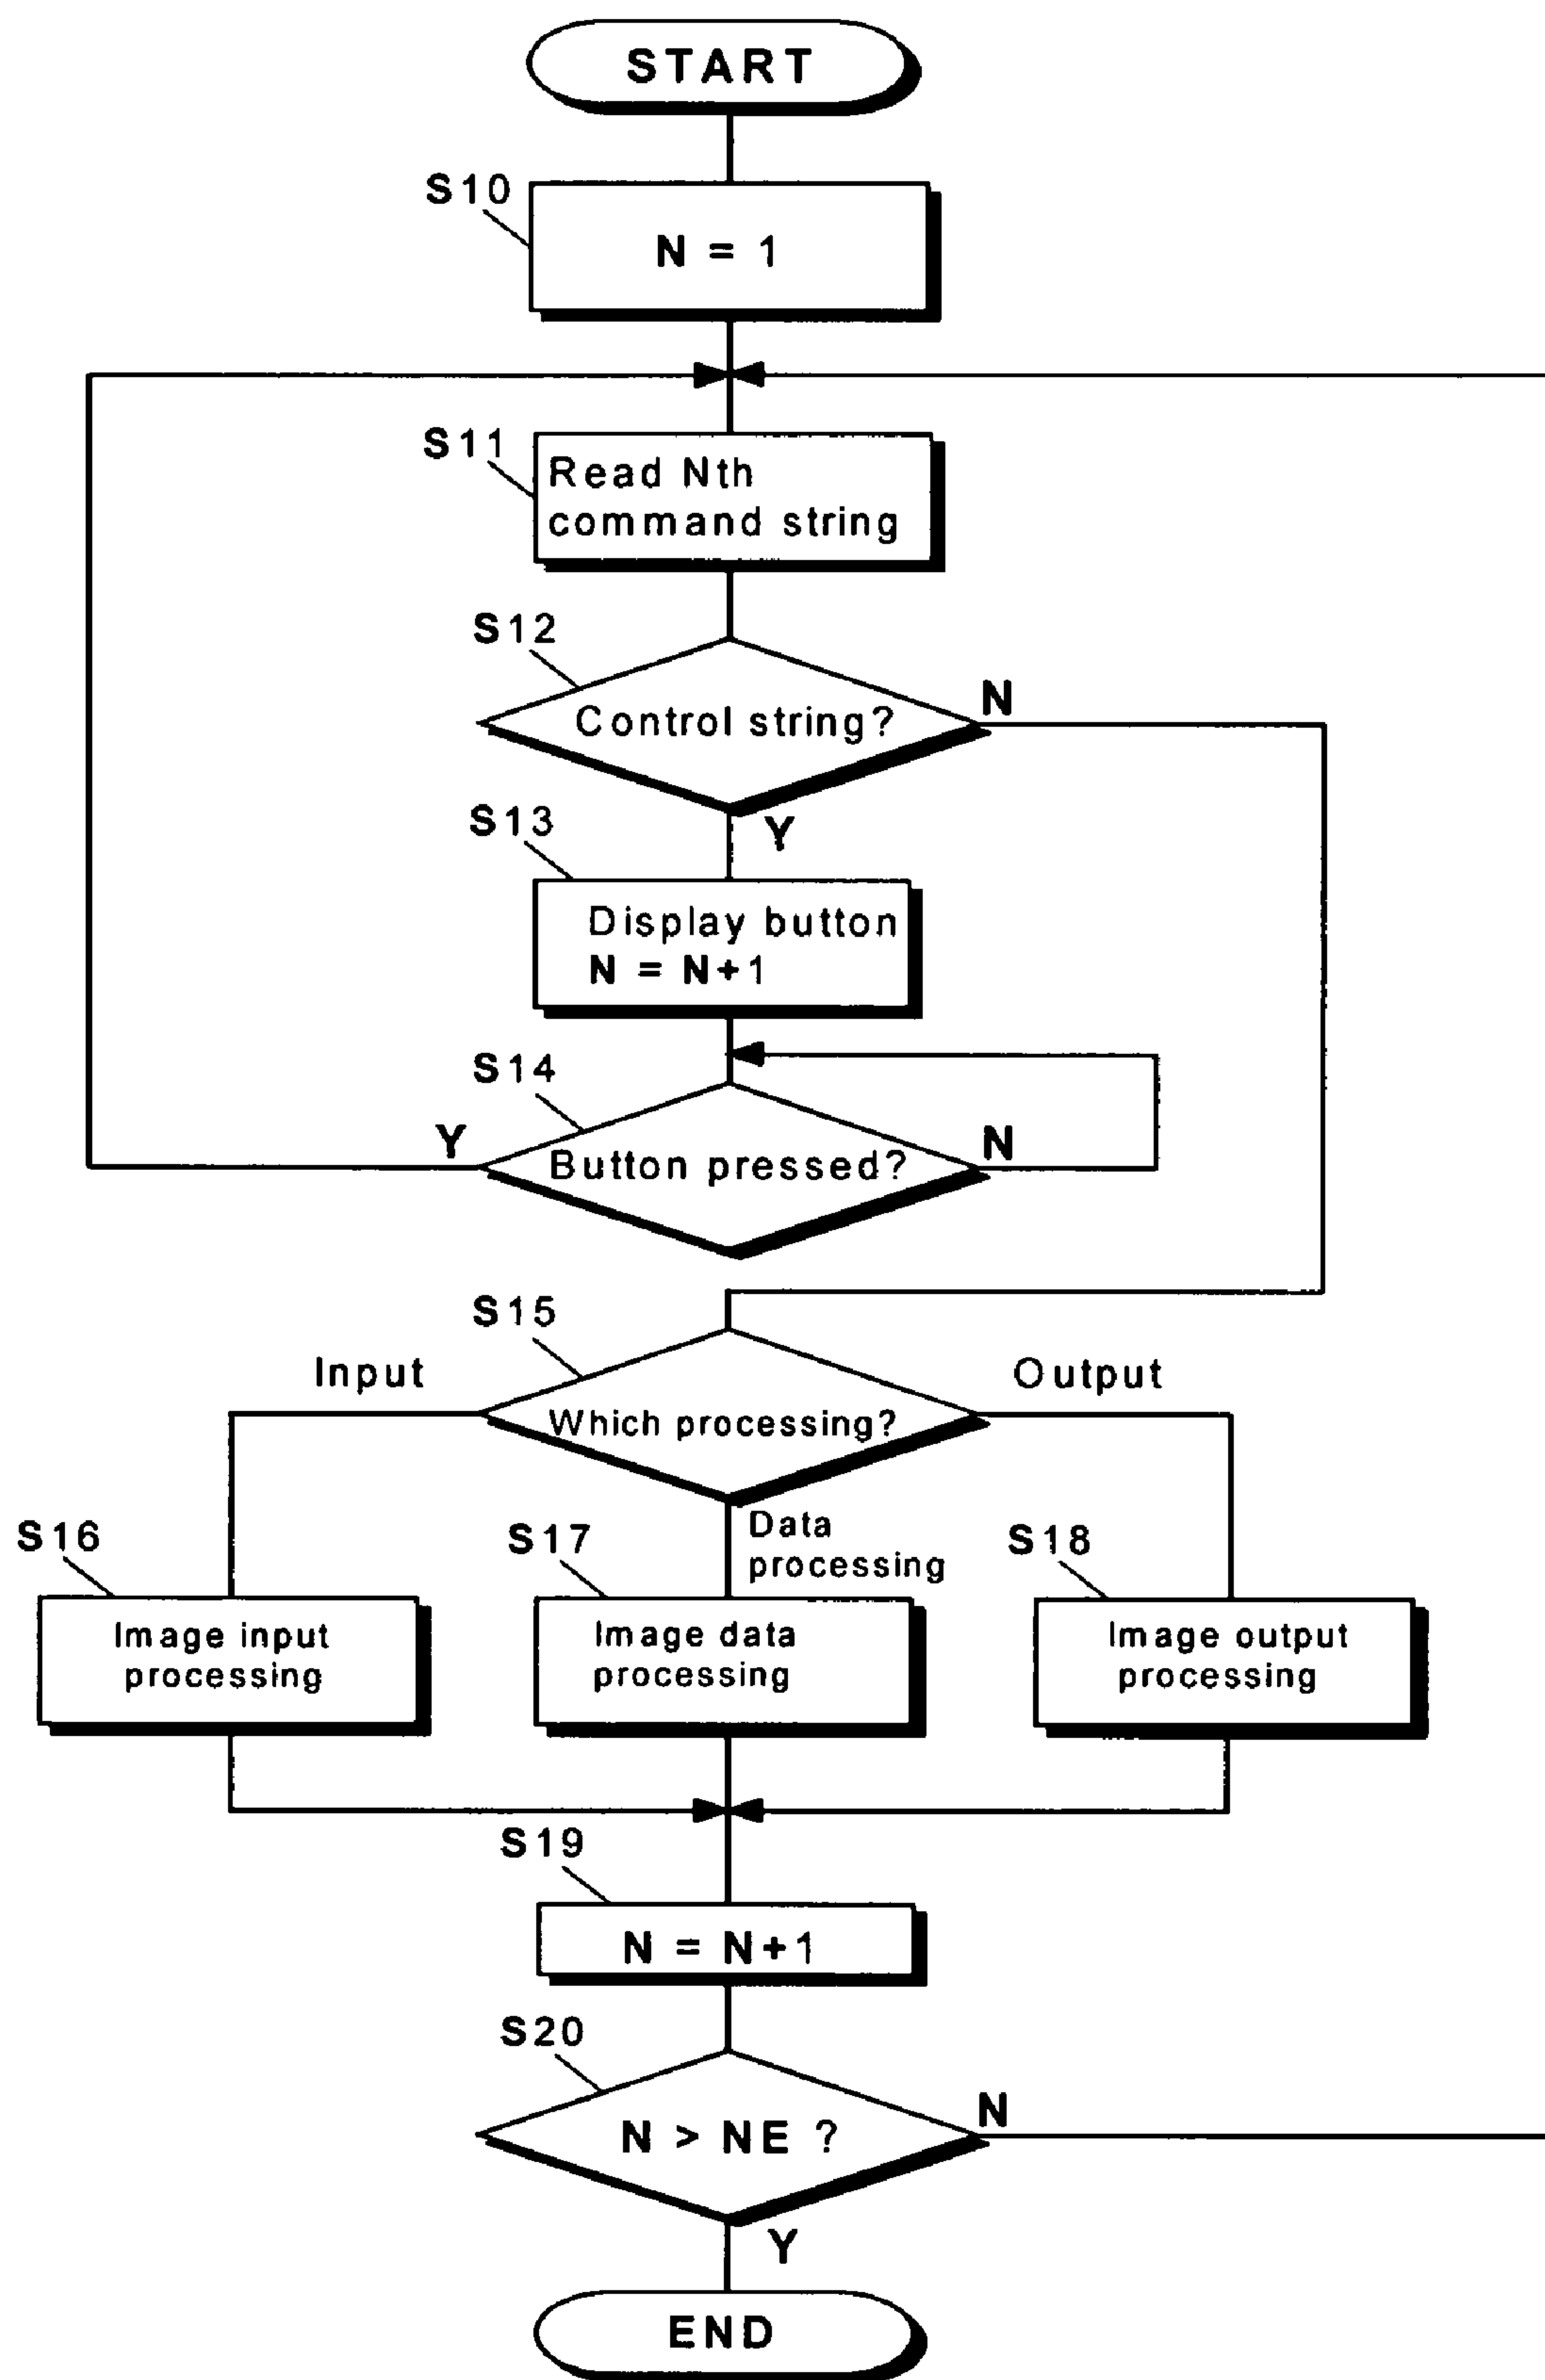 START
S10
N = 1
S11
Read Nth
command string
S12
Control string?
N
Y
S13
Display button
N = N+1
S14
Y
Button pressed?
N
S15
Input
Which processing?
Output
Data
processing
S16
Image input
processing
S17
Image data
processing
S18
Image output
processing
S19
N = N+1
S20
N > NE ?
N
Y
END